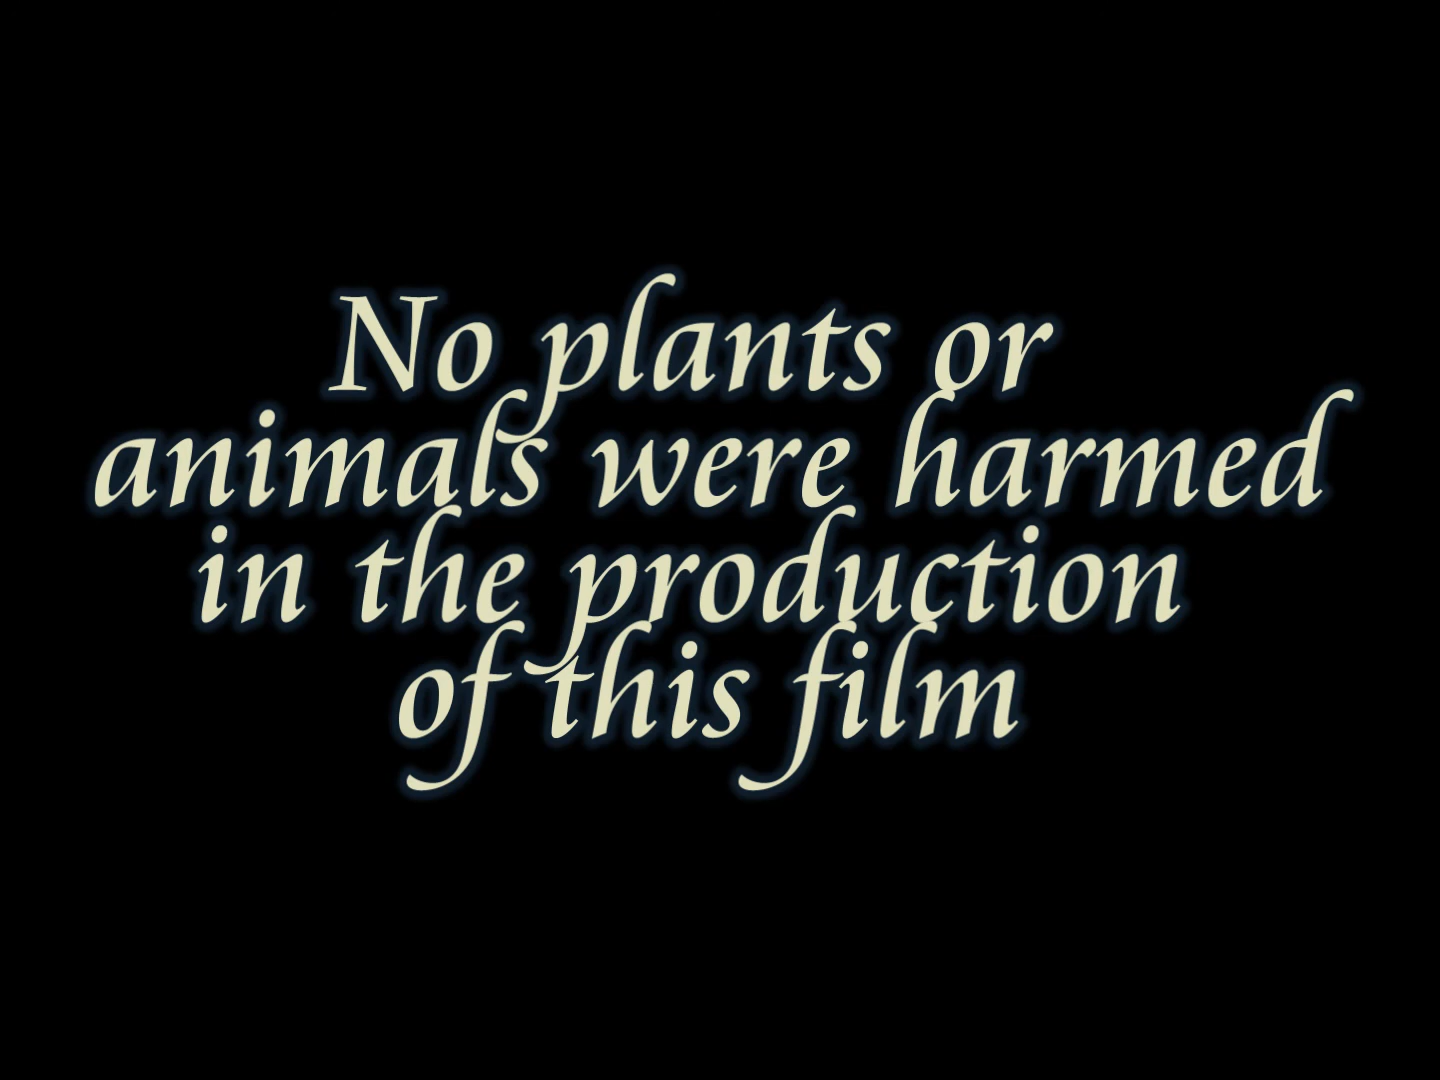 No plants or
animals were harmed
in the production
of this film